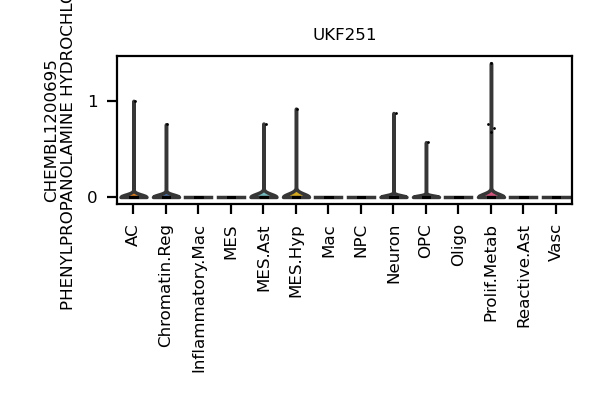 UKF251
CHEMBL1200695
PHENYLPROPANOLAMINE
1
0
AC
Chromatin.Reg
Inflammatory.Mac
MES
MES.Ast
MES.Hyp
Mac
NPC
Neuron
OPC
Oligo
Prolif.Metab
Reactive.Ast
Vasc